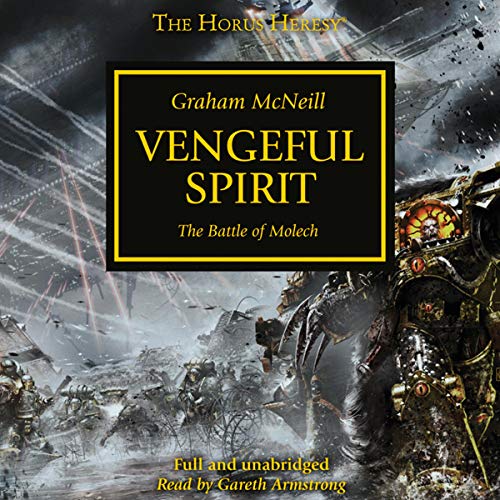 THE HORUS HERESY®
Graham McNeill
VENGEFUL
SPIRIT
The Battle of Molech
Full and unabridged
Read by Gareth Armstrong